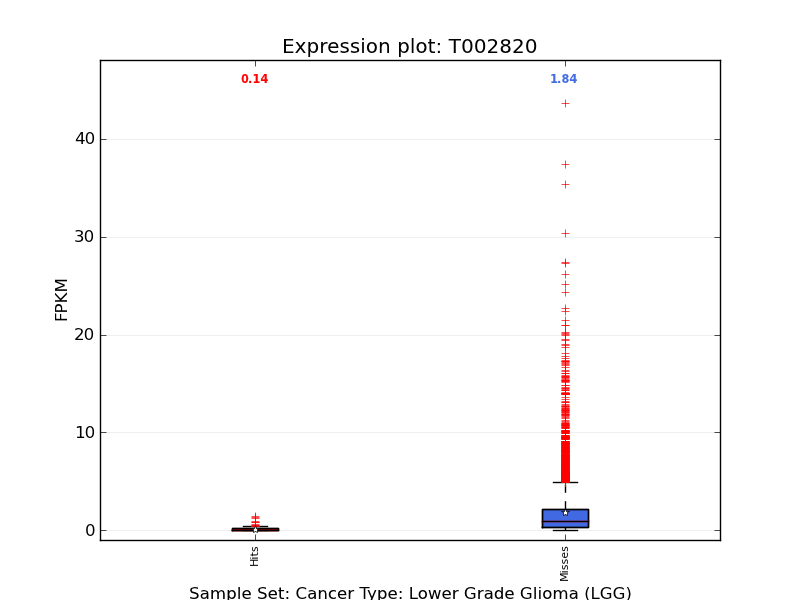 Expression plot: T002820
0.14
1.84
40
30
20
10
0
FPKM
Hits
Misses
Sample Set: Cancer Type: Lower Grade Glioma (LGG)